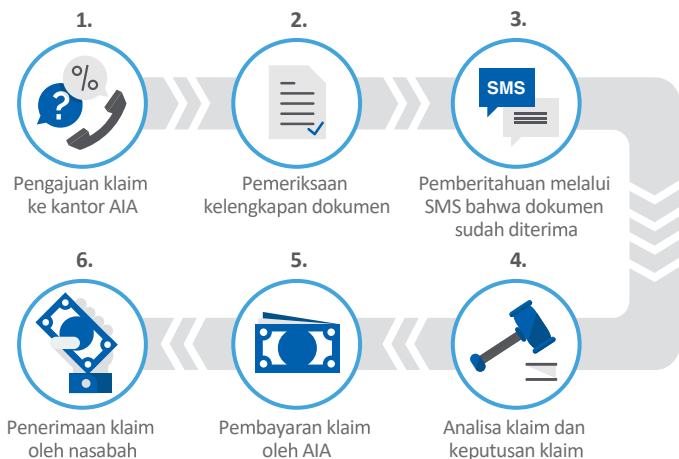 1.
2.
3.
%
?
SMS
Pengajuan klaim
ke kantor AIA
Pemeriksaan
kelengkapan dokumen
Pemberitahuan melalui
SMS bahwa dokumen
sudah diterima
6.
5.
4.
Penerimaan klaim
oleh nasabah
Pembayaran klaim
oleh AIA
Analisa klaim dan
keputusan klaim